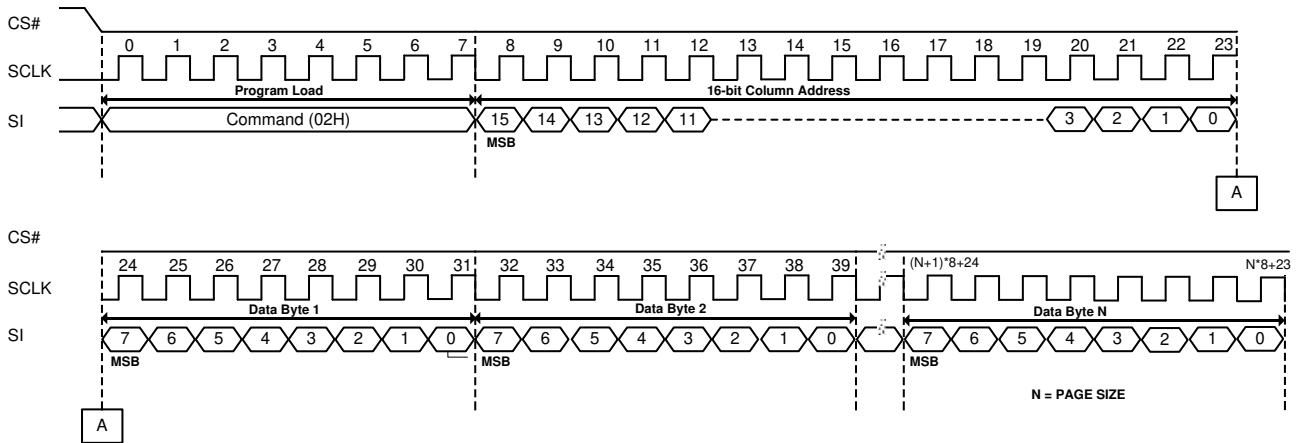 CS#
0 1 2 3 4 5 6 7 8 9 10 11 12 13 14 15 16 17 18 19 20 21 22 23
SCLK
Program Load 16-bit Column Address
SI Command (02H) 15 14 13 12 11 3 2 1 0
MSB
A
CS#
24 25 26 27 28 29 30 31 32 33 34 35 36 37 38 39 (N+1)*8+24 N*8+23
SCLK
Data Byte 1 Data Byte 2 Data Byte N
SI 7 6 5 4 3 2 1 0 7 6 5 4 3 2 1 0 7 6 5 4 3 2 1 0
MSB MSB MSB
N = PAGE SIZE
A